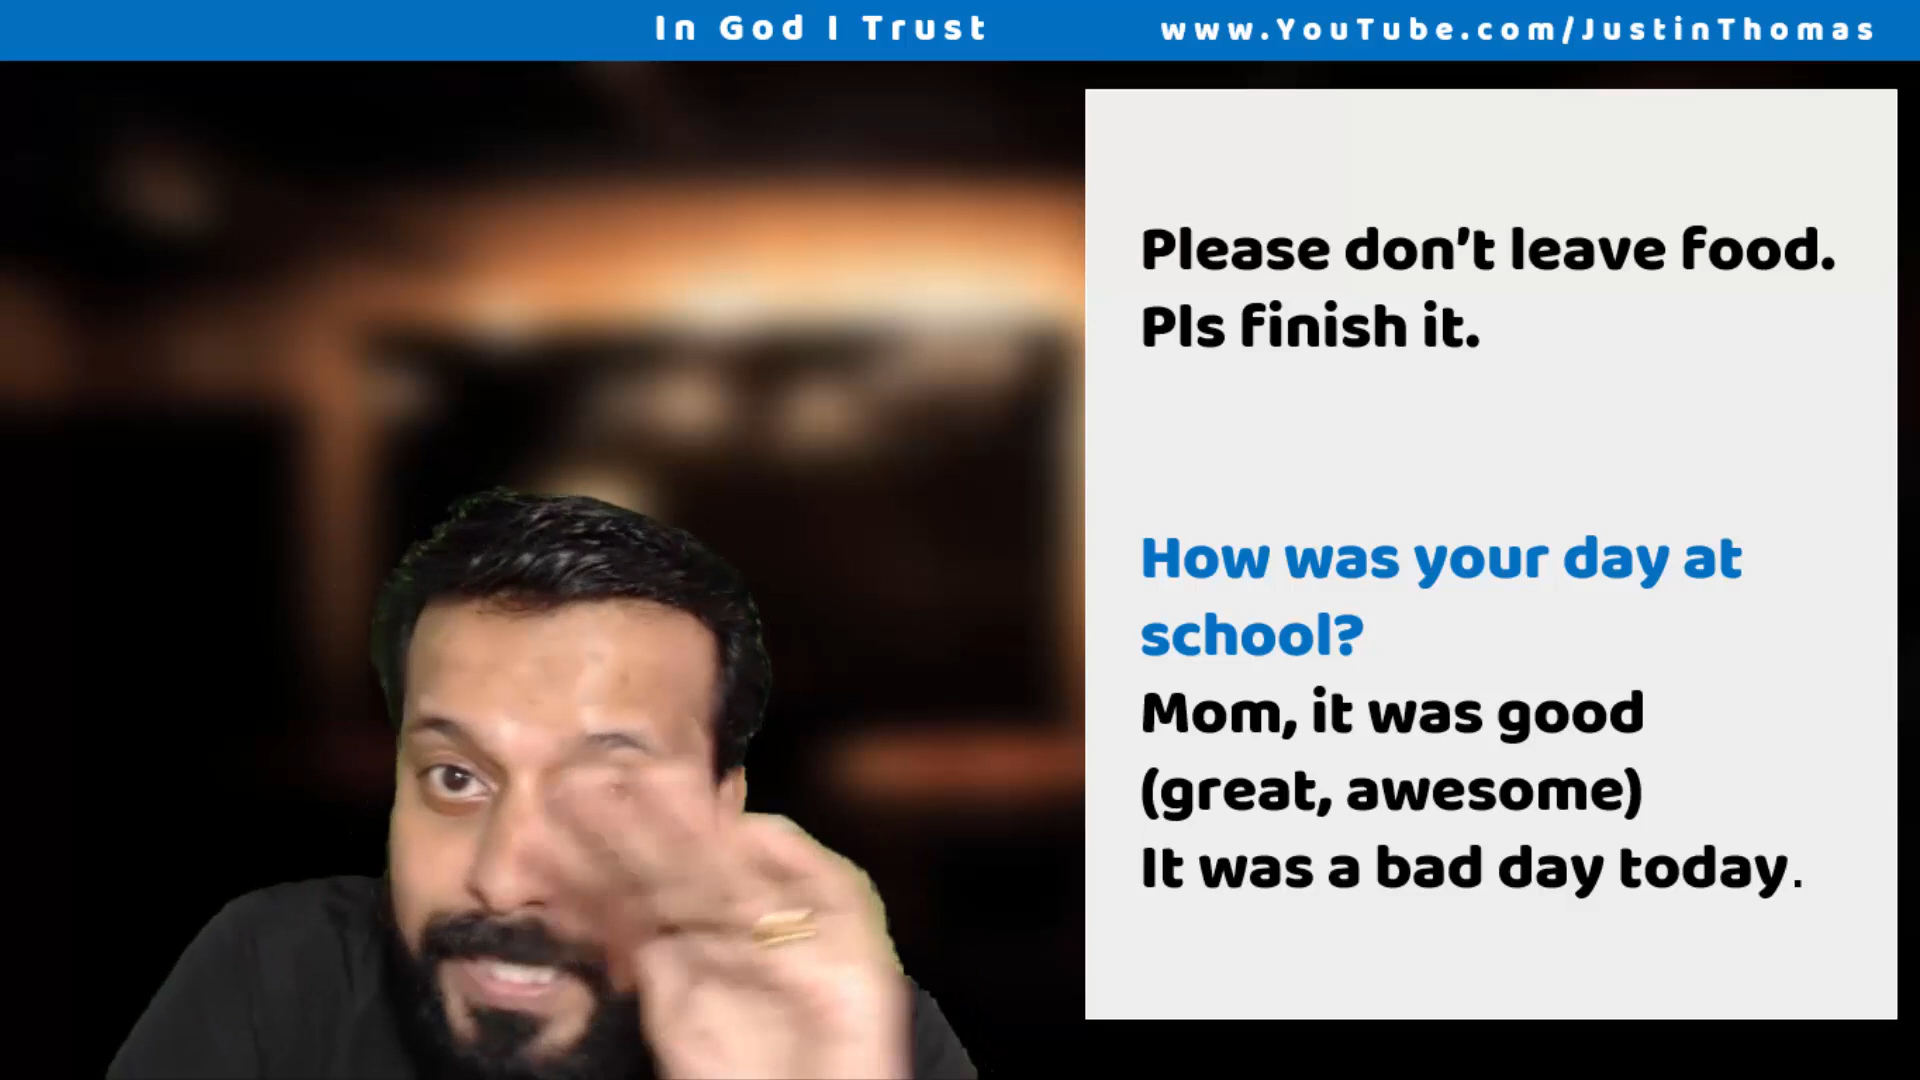 In God I Trust
www.YouTube.com/JustinThomas
Please don't leave food.
Pls finish it.
How was your day at
school?
Mom, it was good
(great, awesome)
It was a bad day today.